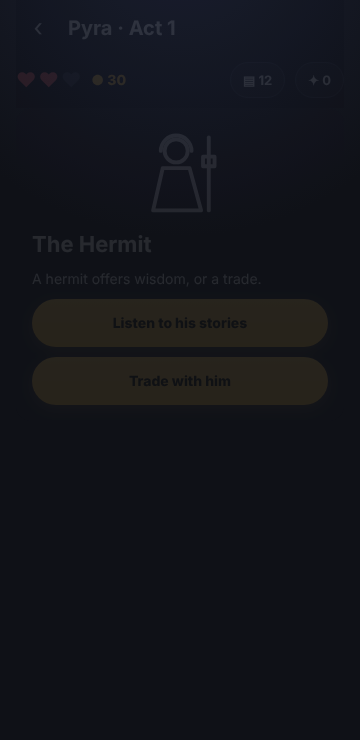 Pyra · Act 1
30
12
0
The Hermit
A hermit offers wisdom, or a trade.
Listen to his stories
Trade with him